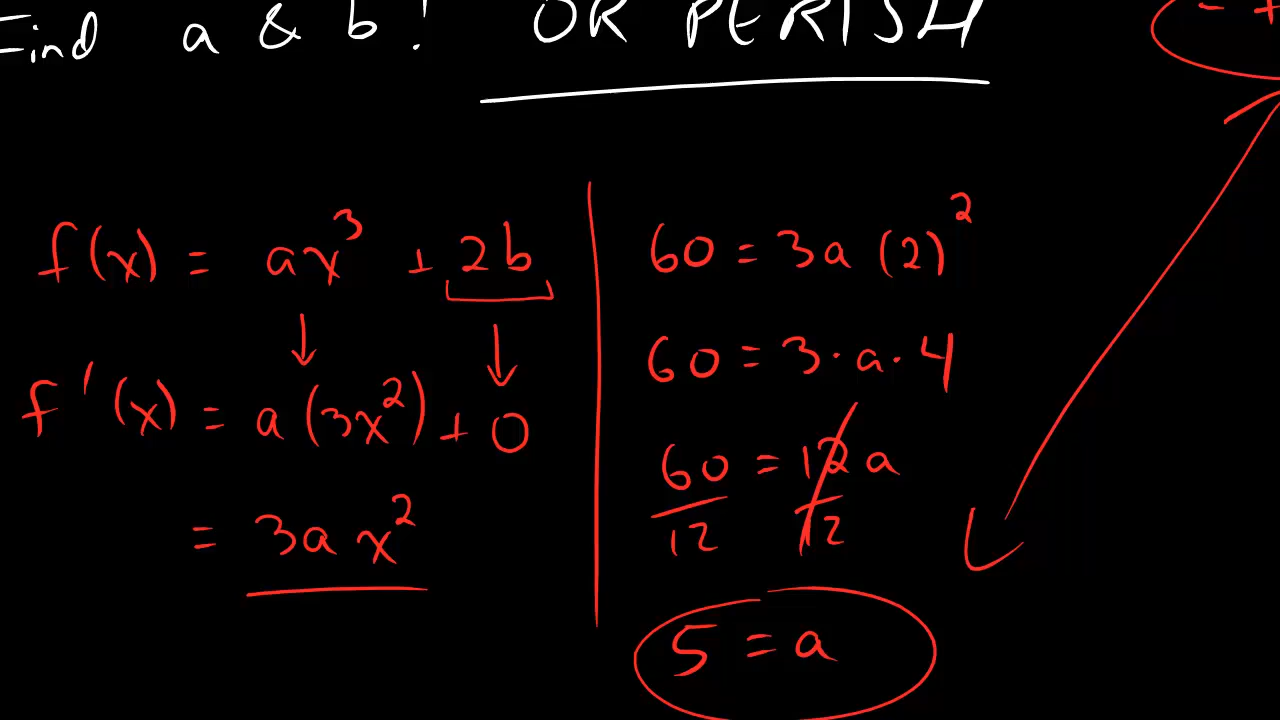 Find a & b! OR PERISH
f(x) = ax³ + 2b
f'(x) = a(3x²) + 0
= 3ax²
60 = 3a(2)²
60 = 3·a·4
60 = 12a
12 12
5 = a